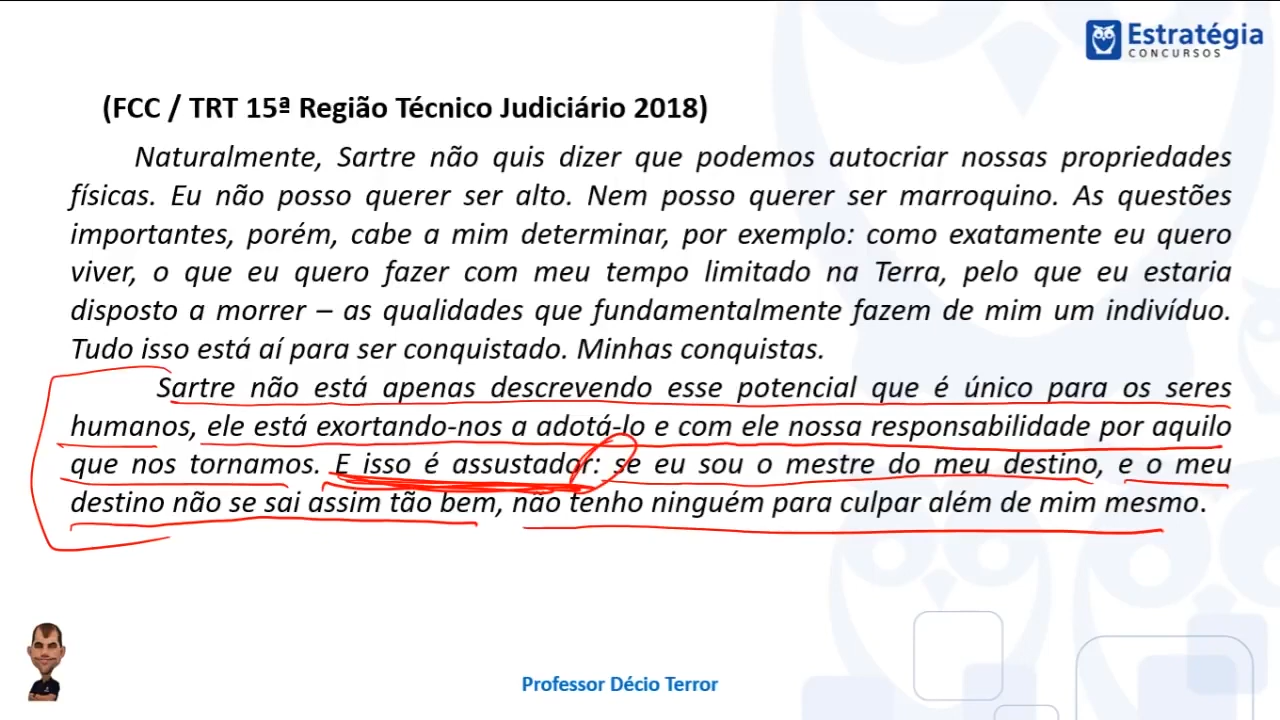 Estratégia
CONCURSOS
(FCC / TRT 15ª Região Técnico Judiciário 2018)
Naturalmente, Sartre não quis dizer que podemos autocriar nossas propriedades
físicas. Eu não posso querer ser alto. Nem posso querer ser marroquino. As questões
importantes, porém, cabe a mim determinar, por exemplo: como exatamente eu quero
viver, o que eu quero fazer com meu tempo limitado na Terra, pelo que eu estaria
disposto a morrer – as qualidades que fundamentalmente fazem de mim um indivíduo.
Tudo isso está aí para ser conquistado. Minhas conquistas.
Sartre não está apenas descrevendo esse potencial que é único para os seres
humanos, ele está exortando-nos a adotá-lo e com ele nossa responsabilidade por aquilo
que nos tornamos. E isso é assustador: se eu sou o mestre do meu destino, e o meu
destino não se sai assim tão bem, não tenho ninguém para culpar além de mim mesmo.
Professor Décio Terror